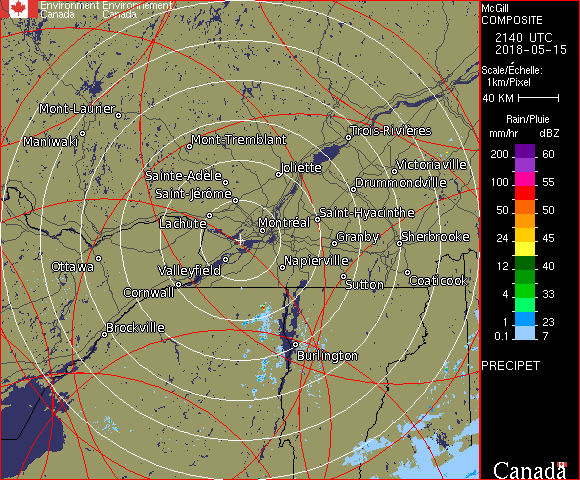 Environment Environnement
Canada Canada
McGill
COMPOSITE
2140 UTC
2018-05-15
Scale/Échelle:
1km/Pixel
40 KM
Rain/Pluie
mm/hr dBZ
200 60
150 55
100 55
50 50
24 45
12 40
4 33
1 23
0.1 7
PRECIPET
Canada
Mont-Laurier
Maniwaki
Mont-Tremblant
Trois-Rivières
Sainte-Adèle
Joliette
Victoriaville
Saint-Jérôme
Drummondville
Lachute
Montréal
Saint-Hyacinthe
Granby
Sherbrooke
Ottawa
Valleyfield
Napierville
Cornwall
Sutton
Coaticook
Brockville
Burlington